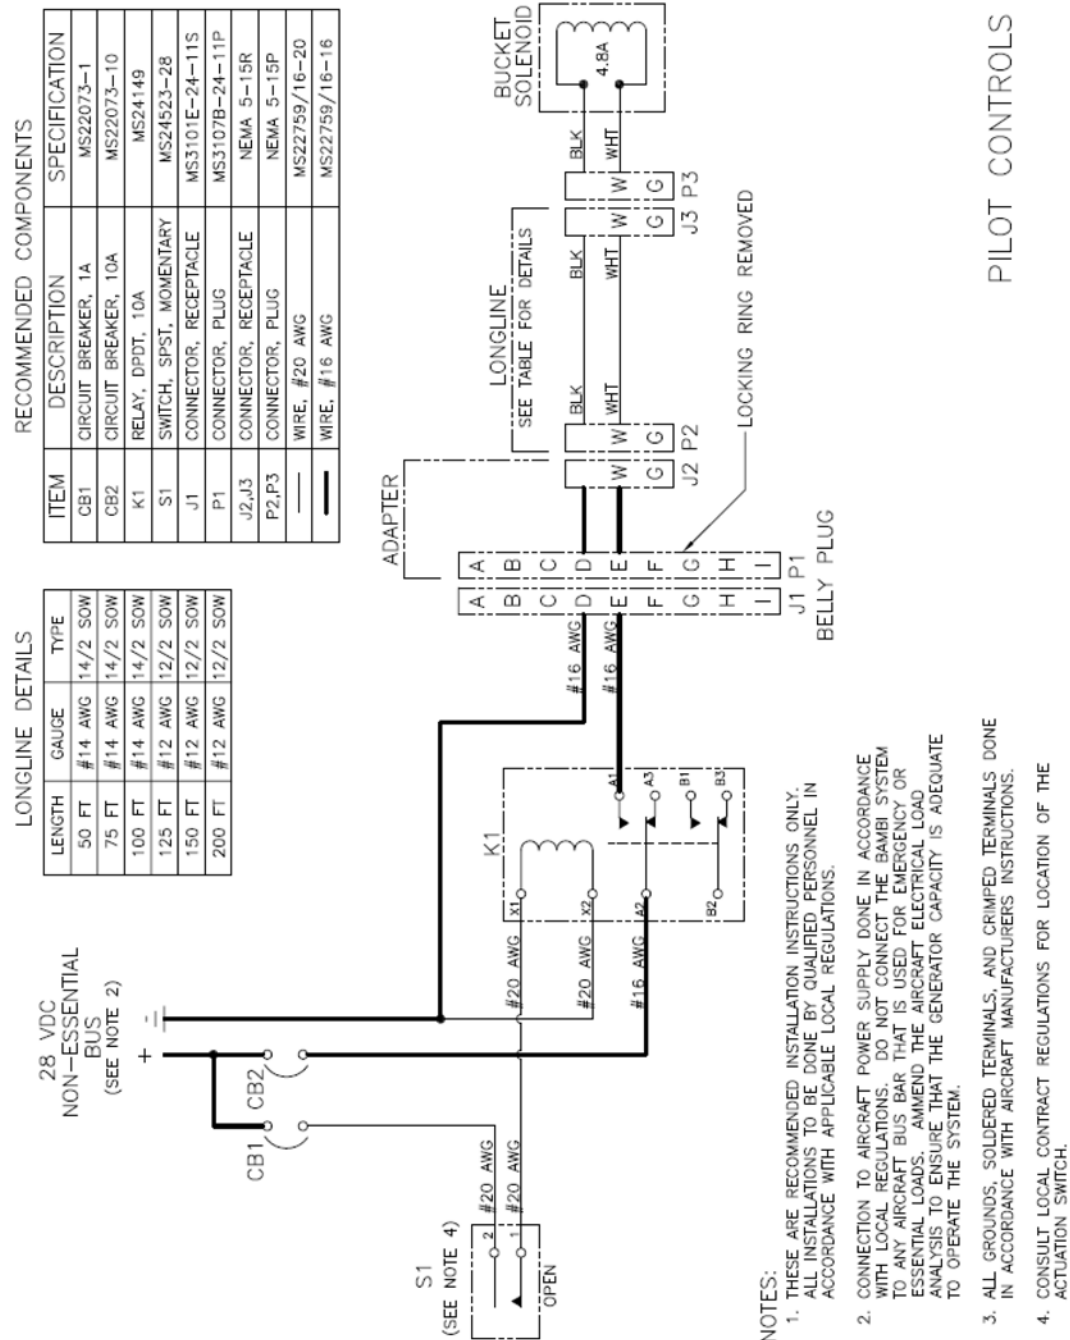 LONGLINE DETAILS
LENGTH GAUGE TYPE
50 FT #14 AWG 14/2 SOW
75 FT #14 AWG 14/2 SOW
100 FT #14 AWG 14/2 SOW
125 FT #12 AWG 12/2 SOW
150 FT #12 AWG 12/2 SOW
200 FT #12 AWG 12/2 SOW
RECOMMENDED COMPONENTS
ITEM DESCRIPTION SPECIFICATION
CB1 CIRCUIT BREAKER, 1A MS22073-1
CB2 CIRCUIT BREAKER, 10A MS22073-10
K1 RELAY, DPDT, 10A MS24149
S1 SWITCH, SPST, MOMENTARY MS24523-28
J1 CONNECTOR, RECEPTACLE MS3101E-24-11S
P1 CONNECTOR, PLUG MS3107B-24-11P
J2,J3 CONNECTOR, RECEPTACLE NEMA 5-15R
P2,P3 CONNECTOR, PLUG NEMA 5-15P
WIRE, #20 AWG MS22759/16-20
WIRE, #16 AWG MS22759/16-16
28 VDC
NON-ESSENTIAL
BUS
(SEE NOTE 2)
+
-
CB1
CB2
S1
(SEE NOTE 4)
2
1
OPEN
#20 AWG
#20 AWG
K1
#20 AWG
#20 AWG
#16 AWG
X1
X2
A2
B2
A1
A3
B1
B3
#16 AWG
#16 AWG
A A
B B
C C
D D
E E
F F
G G
H H
I I
J1 P1
BELLY PLUG
ADAPTER
W W
G G
J2 P2
LONGLINE
SEE TABLE FOR DETAILS
BLK BLK
WHT WHT
W W
G G
J3 P3
LOCKING RING REMOVED
BLK
WHT
BUCKET
SOLENOID
4.8A
NOTES:
1. THESE ARE RECOMMENDED INSTALLATION INSTRUCTIONS ONLY.
ALL INSTALLATIONS TO BE DONE BY QUALIFIED PERSONNEL IN
ACCORDANCE WITH APPLICABLE LOCAL REGULATIONS.
2. CONNECTION TO AIRCRAFT POWER SUPPLY DONE IN ACCORDANCE
WITH LOCAL REGULATIONS. DO NOT CONNECT THE BAMBI SYSTEM
TO ANY AIRCRAFT BUS BAR THAT IS USED FOR EMERGENCY OR
ESSENTIAL LOADS. AMMEND THE AIRCRAFT ELECTRICAL LOAD
ANALYSIS TO ENSURE THAT THE GENERATOR CAPACITY IS ADEQUATE
TO OPERATE THE SYSTEM.
3. ALL GROUNDS, SOLDERED TERMINALS, AND CRIMPED TERMINALS DONE
IN ACCORDANCE WITH AIRCRAFT MANUFACTURERS INSTRUCTIONS.
4. CONSULT LOCAL CONTRACT REGULATIONS FOR LOCATION OF THE
ACTUATION SWITCH.
PILOT CONTROLS